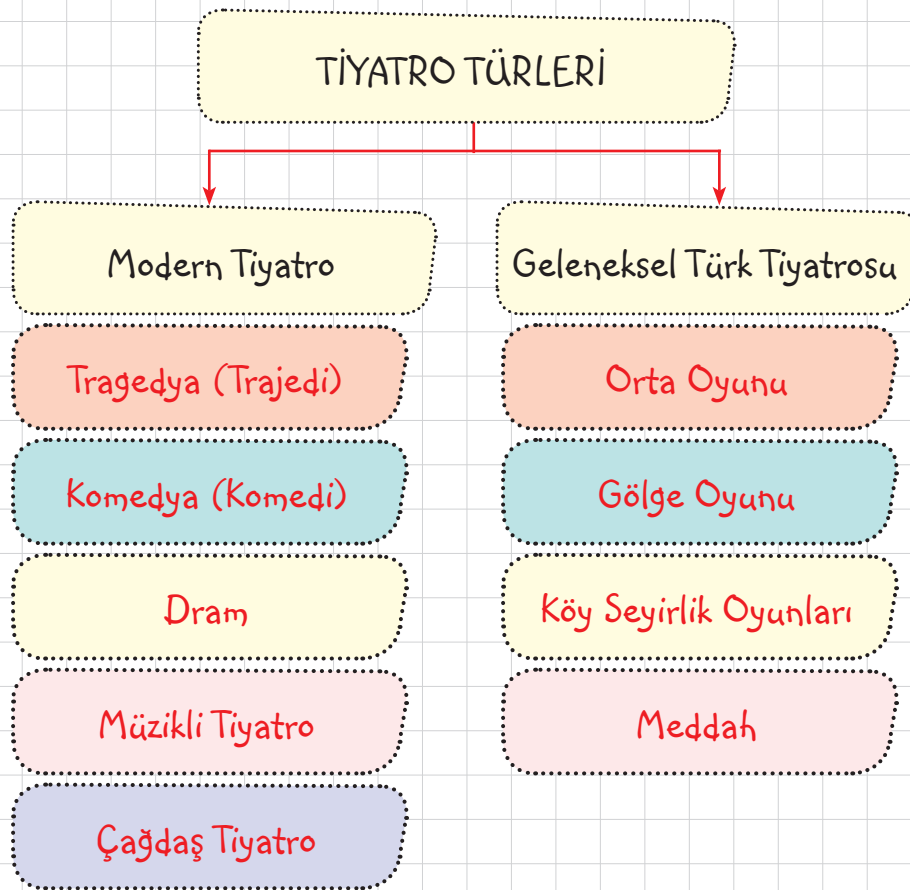 TİYATRO TÜRLERİ
Modern Tiyatro
Tragedya (Trajedi)
Komedya (Komedi)
Dram
Müzikli Tiyatro
Çağdaş Tiyatro
Geleneksel Türk Tiyatrosu
Orta Oyunu
Gölge Oyunu
Köy Seyirlik Oyunları
Meddah